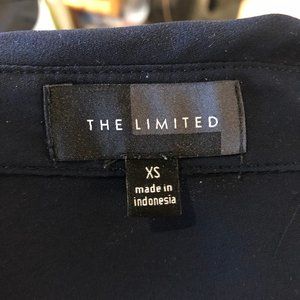 THE LIMITED
XS
made in
indonesia